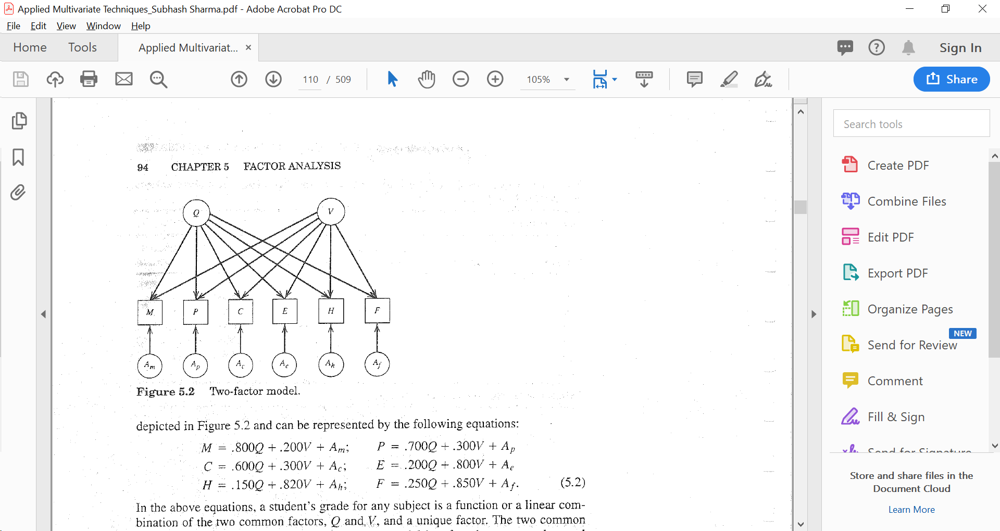 Applied Multivariate Techniques_Subhash Sharma.pdf - Adobe Acrobat Pro DC
File Edit View Window Help
Home Tools Applied Multivariat... × Sign In
110 / 509 105% Share
Search tools
Create PDF
Combine Files
Edit PDF
Export PDF
Organize Pages
NEW
Send for Review
Comment
Fill & Sign
Send for Signature
Store and share files in the
Document Cloud
Learn More
94 CHAPTER 5 FACTOR ANALYSIS
Q V
M P C E H F
A_m A_p A_c A_e A_h A_f
Figure 5.2 Two-factor model.
depicted in Figure 5.2 and can be represented by the following equations:
M = .800Q + .200V + A_m; P = .700Q + .300V + A_p
C = .600Q + .300V + A_c; E = .200Q + .800V + A_e
H = .150Q + .820V + A_h; F = .250Q + .850V + A_f. (5.2)
In the above equations, a student's grade for any subject is a function or a linear com-
bination of the two common factors, Q and V, and a unique factor. The two common